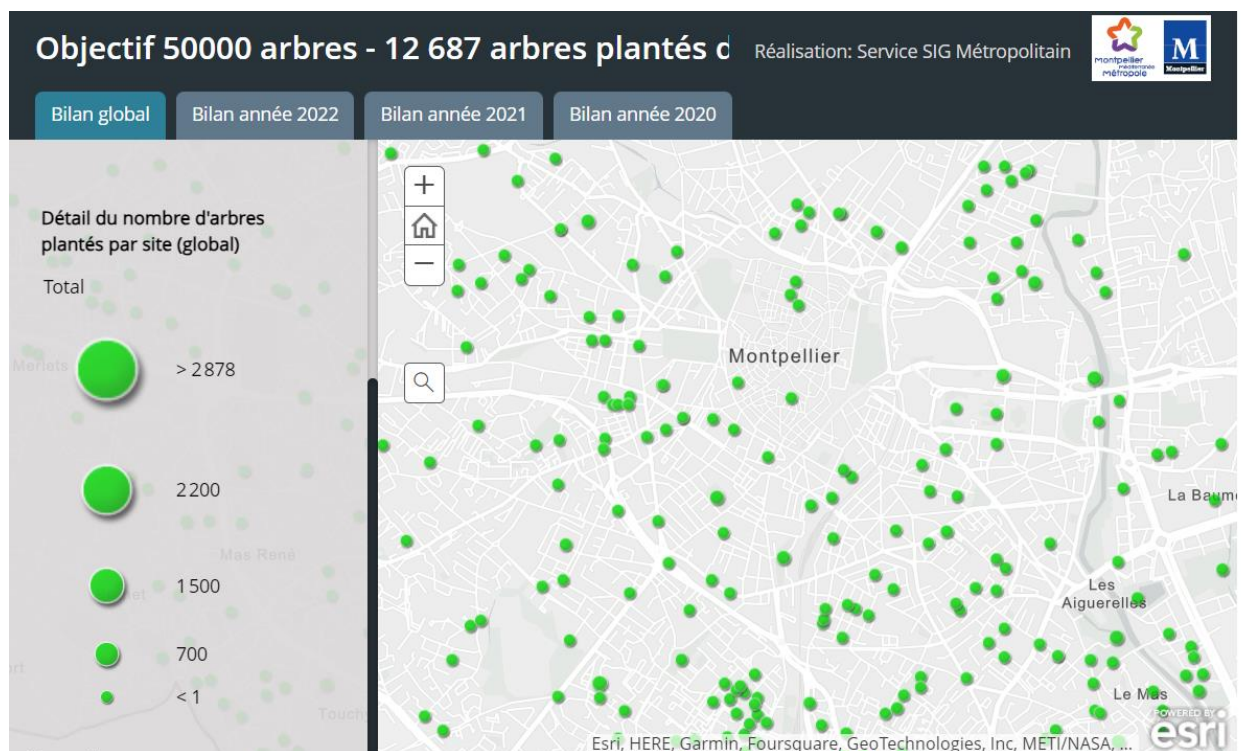 Objectif 50000 arbres - 12 687 arbres plantés d
Réalisation: Service SIG Métropolitain
montpellier
méditerranée
métropole
M
Montpellier
Bilan global
Bilan année 2022
Bilan année 2021
Bilan année 2020
Détail du nombre d'arbres
plantés par site (global)
Total
> 2878
2200
1500
700
< 1
Mas René
+
−
Montpellier
La Baume
Les
Aiguerelles
Le Mas
POWERED BY
esri
Esri, HERE, Garmin, Foursquare, GeoTechnologies, Inc, METI/NASA, ...